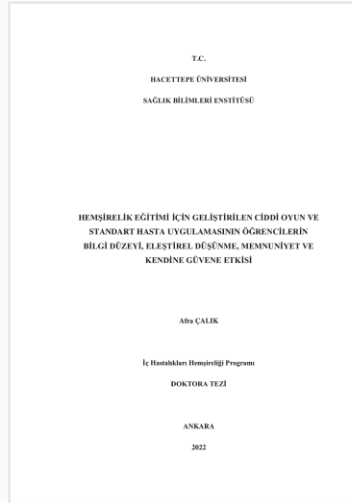 T.C.
HACETTEPE ÜNİVERSİTESİ
SAĞLIK BİLİMLERİ ENSTİTÜSÜ
HEMŞİRELİK EĞİTİMİ İÇİN GELİŞTİRİLEN CİDDİ OYUN VE
STANDART HASTA UYGULAMASININ ÖĞRENCİLERİN
BİLGİ DÜZEYİ, ELEŞTİREL DÜŞÜNME, MEMNUNİYET VE
KENDİNE GÜVENE ETKİSİ
Afra ÇALIK
İç Hastalıkları Hemşireliği Programı
DOKTORA TEZİ
ANKARA
2022